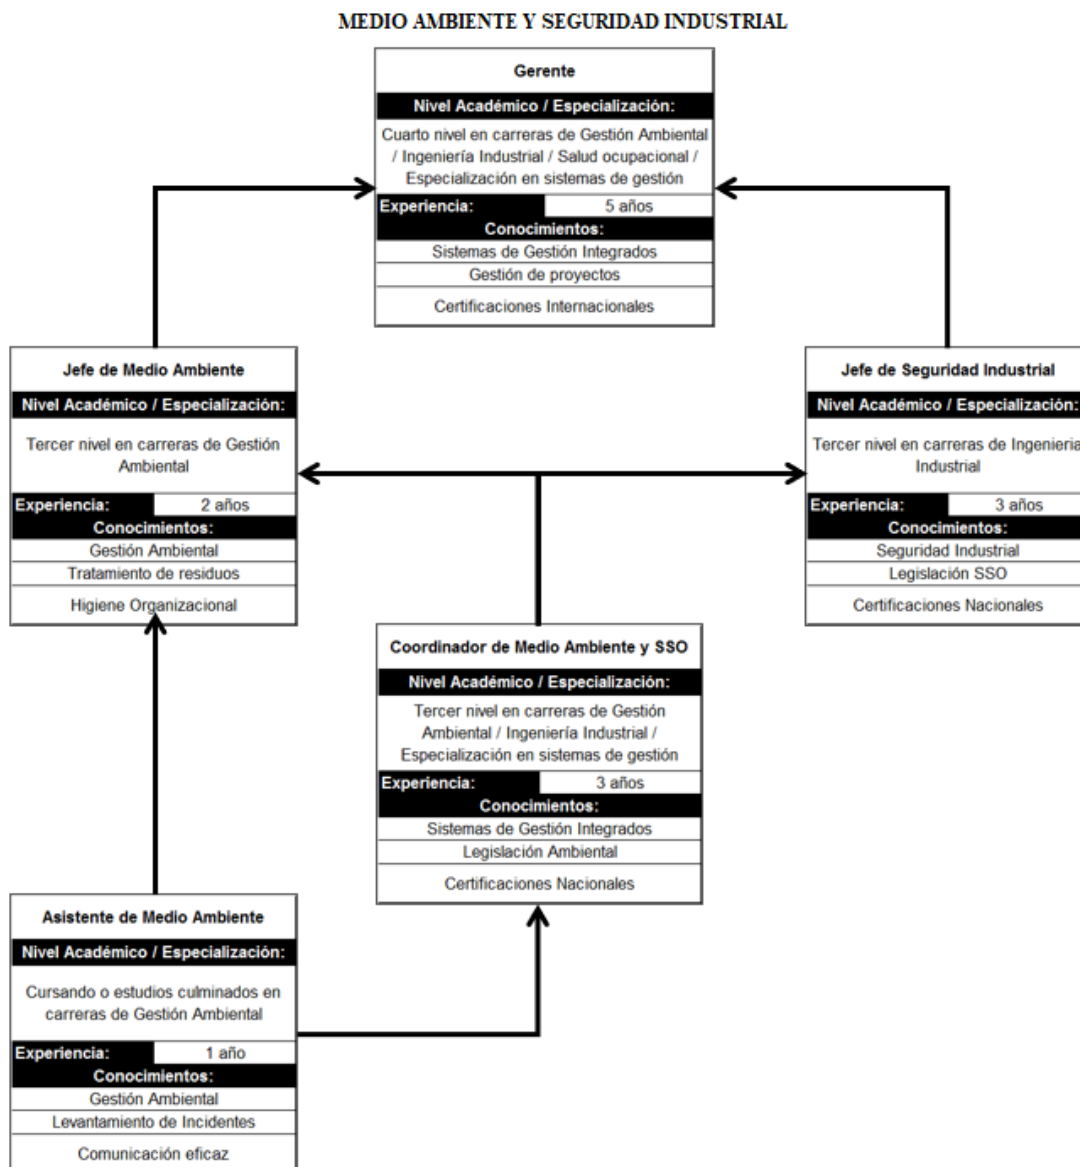 MEDIO AMBIENTE Y SEGURIDAD INDUSTRIAL
Gerente
Nivel Académico / Especialización:
Cuarto nivel en carreras de Gestión Ambiental
/ Ingeniería Industrial / Salud ocupacional /
Especialización en sistemas de gestión
Experiencia: 5 años
Conocimientos:
Sistemas de Gestión Integrados
Gestión de proyectos
Certificaciones Internacionales
Jefe de Medio Ambiente
Nivel Académico / Especialización:
Tercer nivel en carreras de Gestión
Ambiental
Experiencia: 2 años
Conocimientos:
Gestión Ambiental
Tratamiento de residuos
Higiene Organizacional
Jefe de Seguridad Industrial
Nivel Académico / Especialización:
Tercer nivel en carreras de Ingenieria
Industrial
Experiencia: 3 años
Conocimientos:
Seguridad Industrial
Legislación SSO
Certificaciones Nacionales
Coordinador de Medio Ambiente y SSO
Nivel Académico / Especialización:
Tercer nivel en carreras de Gestión
Ambiental / Ingeniería Industrial /
Especialización en sistemas de gestión
Experiencia: 3 años
Conocimientos:
Sistemas de Gestión Integrados
Legislación Ambiental
Certificaciones Nacionales
Asistente de Medio Ambiente
Nivel Académico / Especialización:
Cursando o estudios culminados en
carreras de Gestión Ambiental
Experiencia: 1 año
Conocimientos:
Gestión Ambiental
Levantamiento de Incidentes
Comunicación eficaz